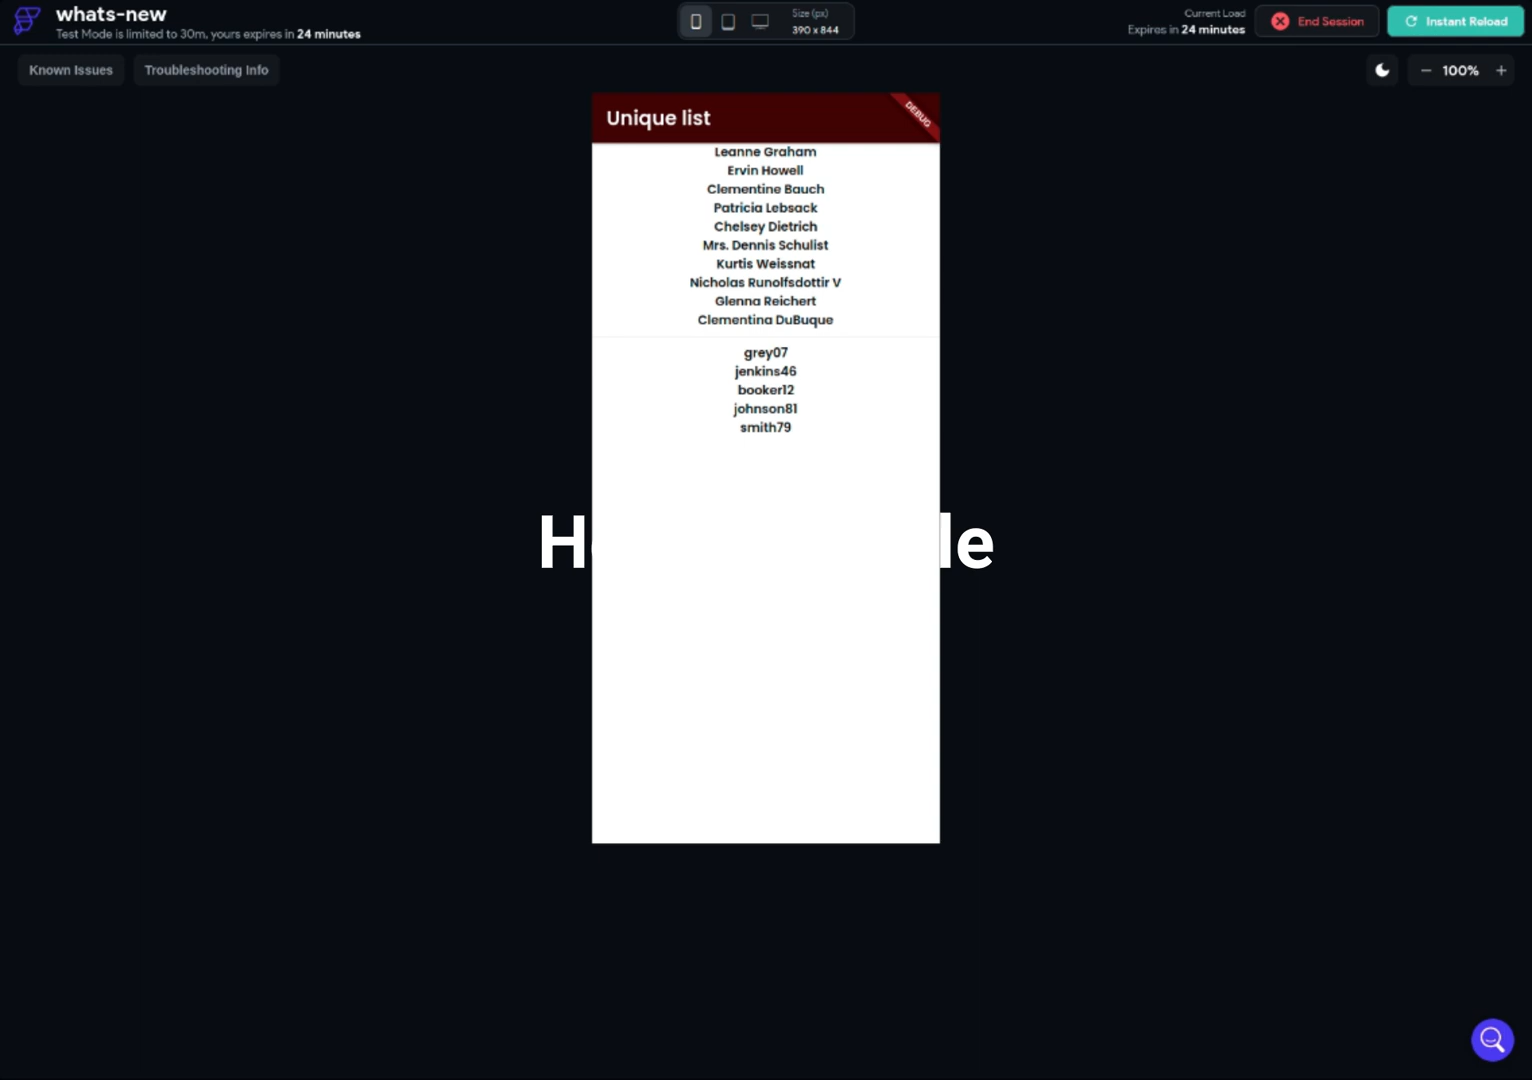 whats-new
Test Mode is limited to 30m, yours expires in 24 minutes
Size (px)
390 x 844
Current Load
Expires in 24 minutes
End Session
Instant Reload
Known Issues
Troubleshooting Info
100%
Unique list
DEBUG
Leanne Graham
Ervin Howell
Clementine Bauch
Patricia Lebsack
Chelsey Dietrich
Mrs. Dennis Schulist
Kurtis Weissnat
Nicholas Runolfsdottir V
Glenna Reichert
Clementina DuBuque
grey07
jenkins46
booker12
johnson81
smith79